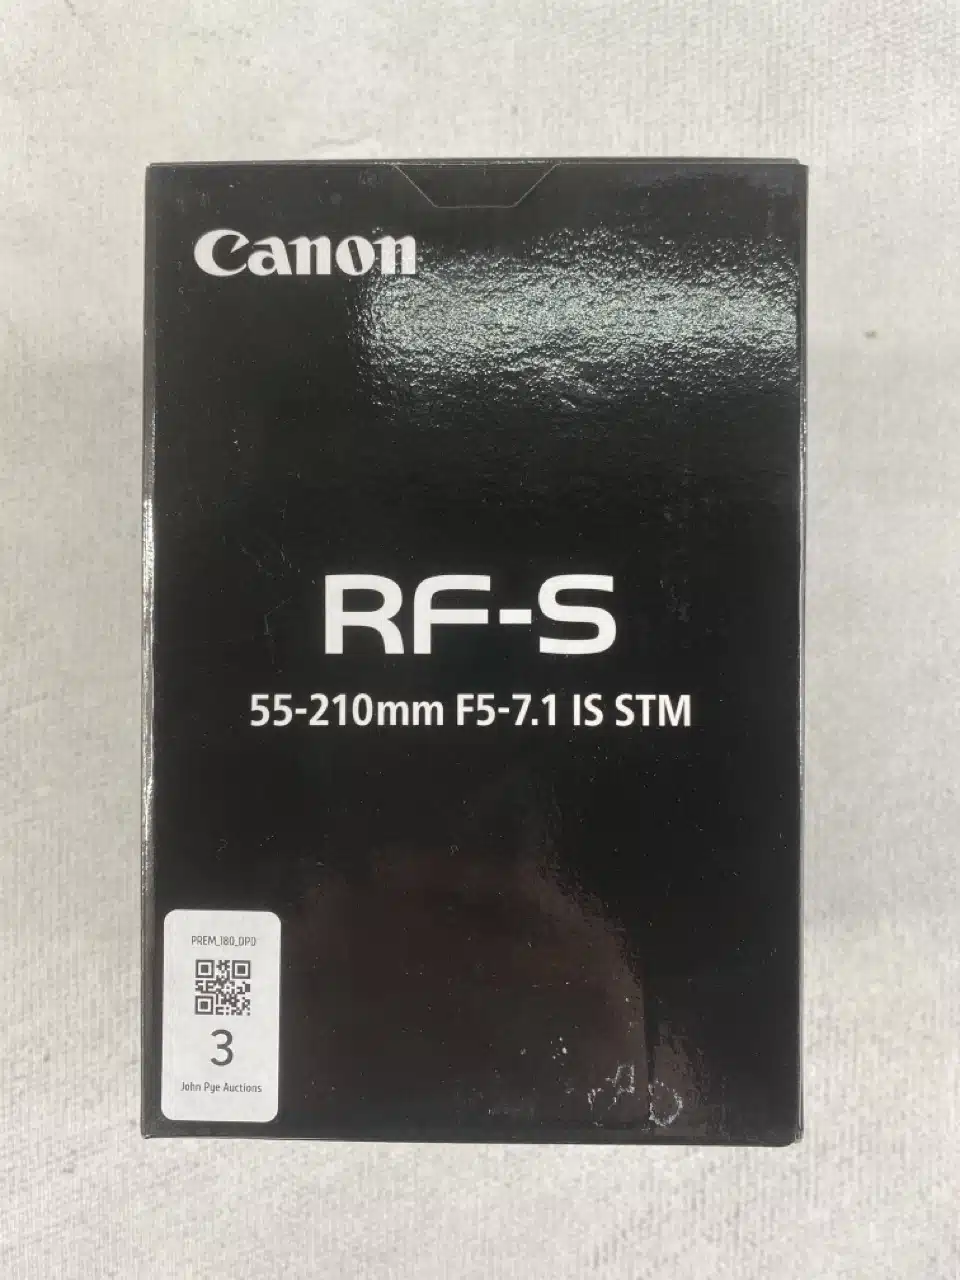 Canon
RF-S
55-210mm F5-7.1 IS STM
PREM_180_DPD
3
John Pye Auctions